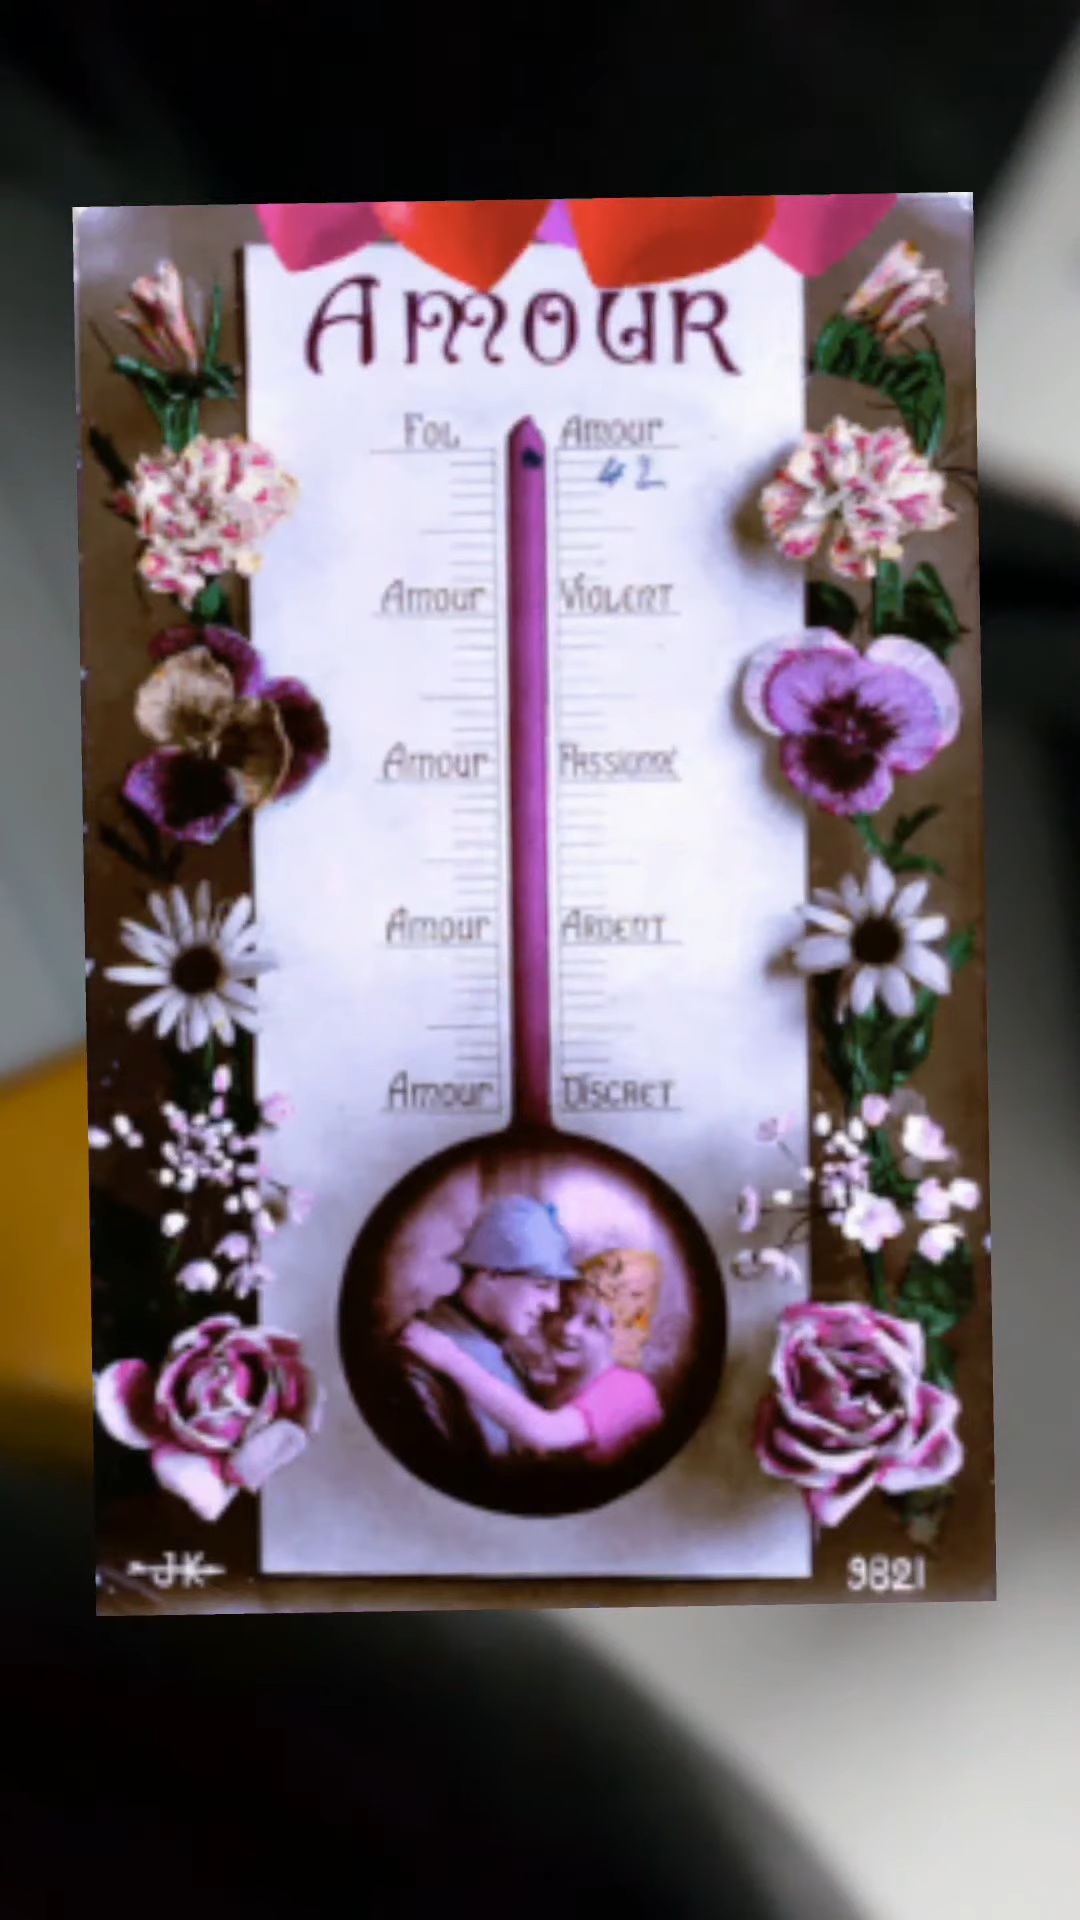 AMOUR
FOL AMOUR
42
AMOUR VIOLENT
AMOUR PASSIONNÉ
AMOUR ARDENT
AMOUR DISCRET
JK
9821